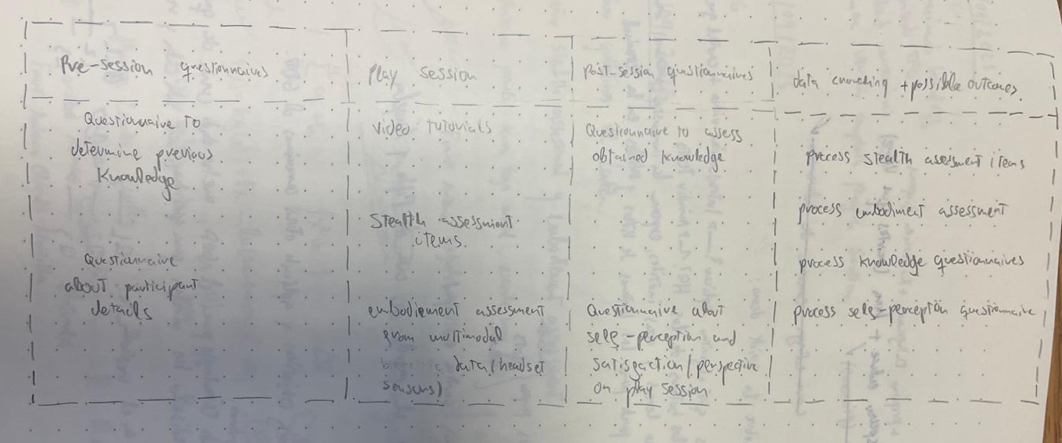 Pre-session questionnaires
Questionnaire to
determine previous
knowledge
Questionnaire
about participant
details
Play session
video tutorials
Stealth assessment
items.
embodiement assessment
from multimodal
data (headset
sensors)
Post-session questionnaires
Questionnaire to assess
obtained knowledge
Questionnaire about
self-perception and
satisfaction/perspective
on play session
data crunching + possible outcomes.
process stealth assessment items
process embodiment assessment
process knowledge questionnaires
process self-perception questionnaire